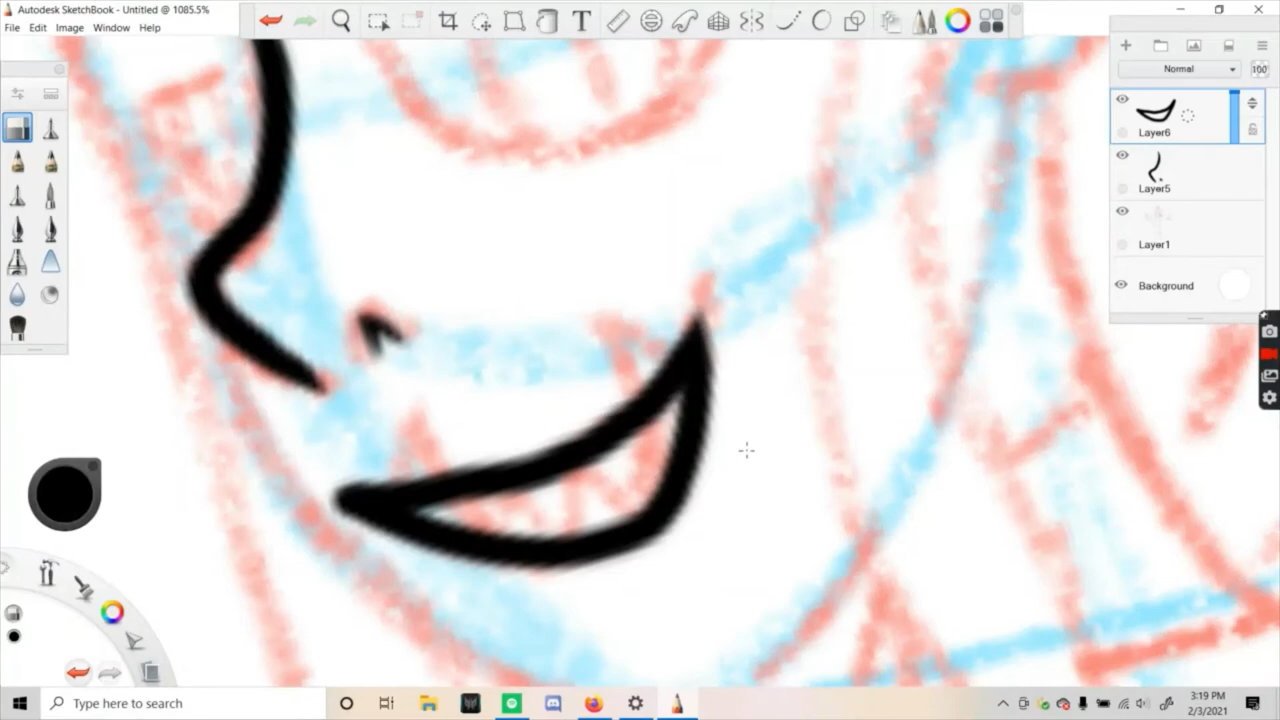 Autodesk SketchBook - Untitled @ 1085.5%
File Edit Image Window Help
T
Normal
100
Layer6
Layer5
Layer1
Background
Type here to search
3:19 PM
2/3/2021